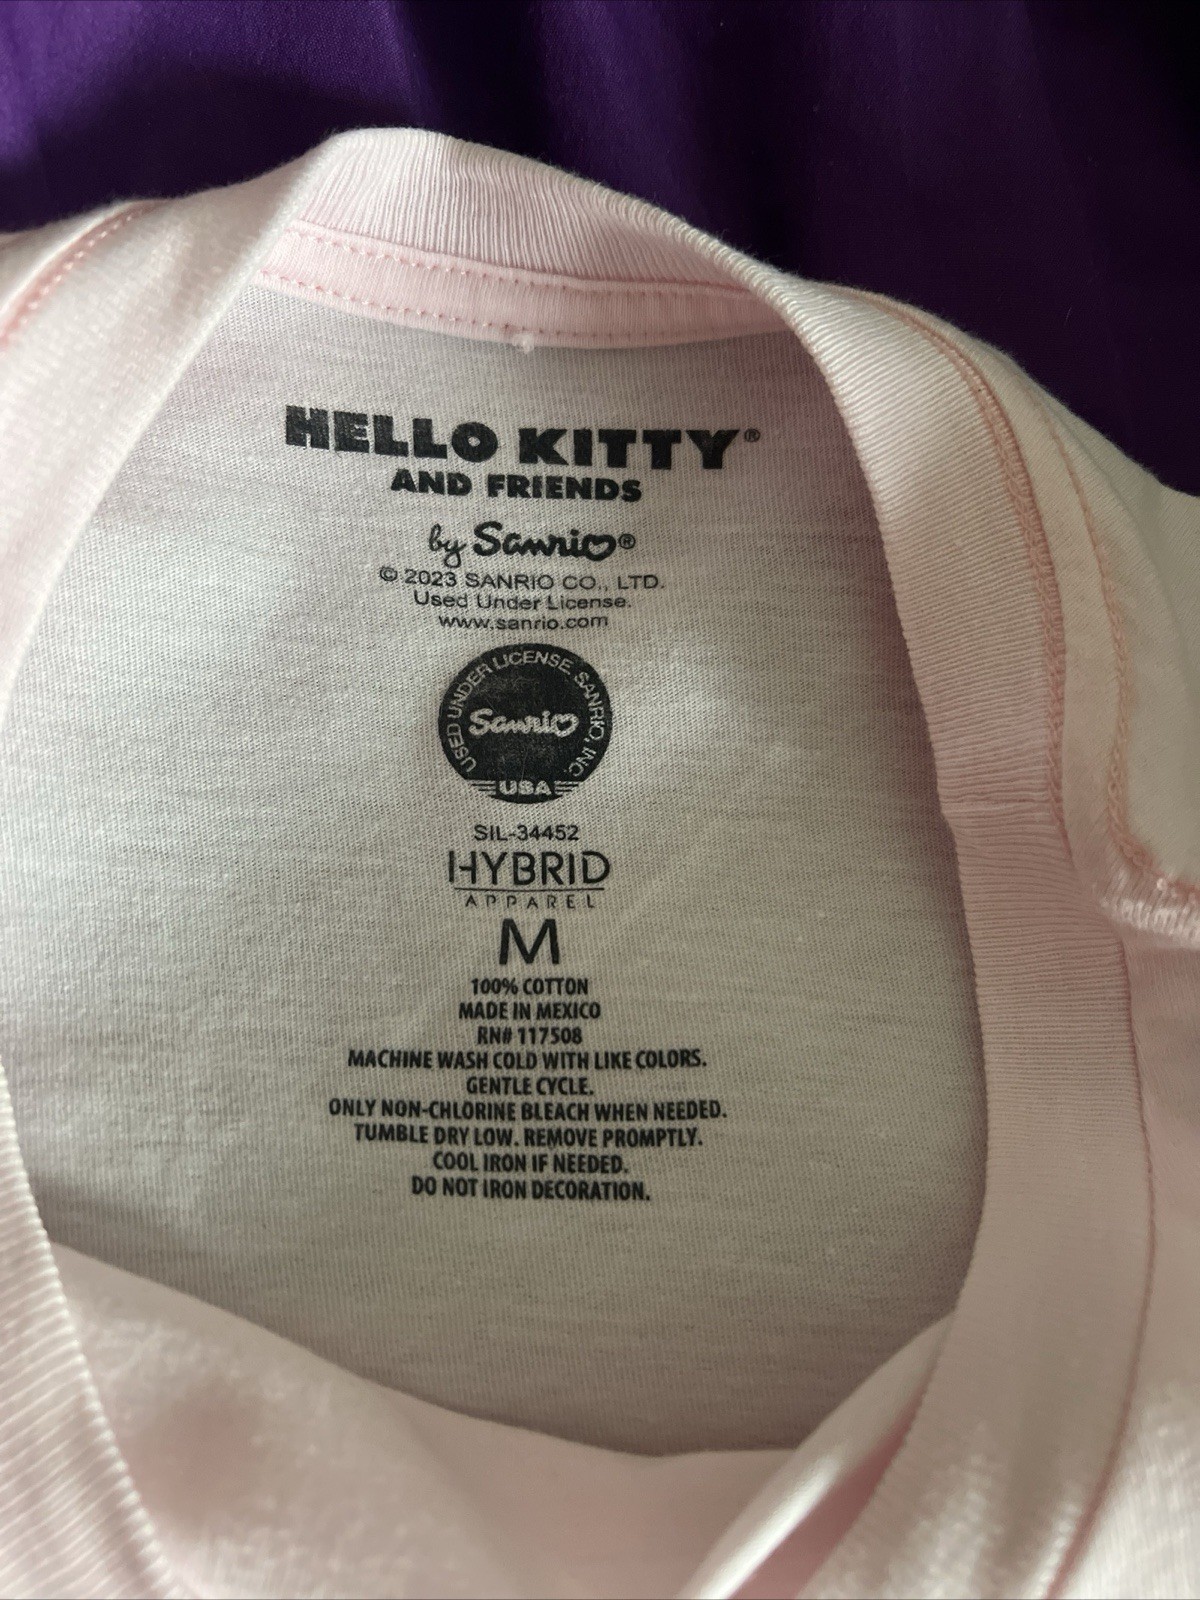 HELLO KITTY®
AND FRIENDS
by Sanrio®
© 2023 SANRIO CO., LTD.
Used Under License.
www.sanrio.com
USED UNDER LICENSE. SANRIO, INC.
Sanrio
USA
SIL-34452
HYBRID
APPAREL
M
100% COTTON
MADE IN MEXICO
RN# 117508
MACHINE WASH COLD WITH LIKE COLORS.
GENTLE CYCLE.
ONLY NON-CHLORINE BLEACH WHEN NEEDED.
TUMBLE DRY LOW. REMOVE PROMPTLY.
COOL IRON IF NEEDED.
DO NOT IRON DECORATION.